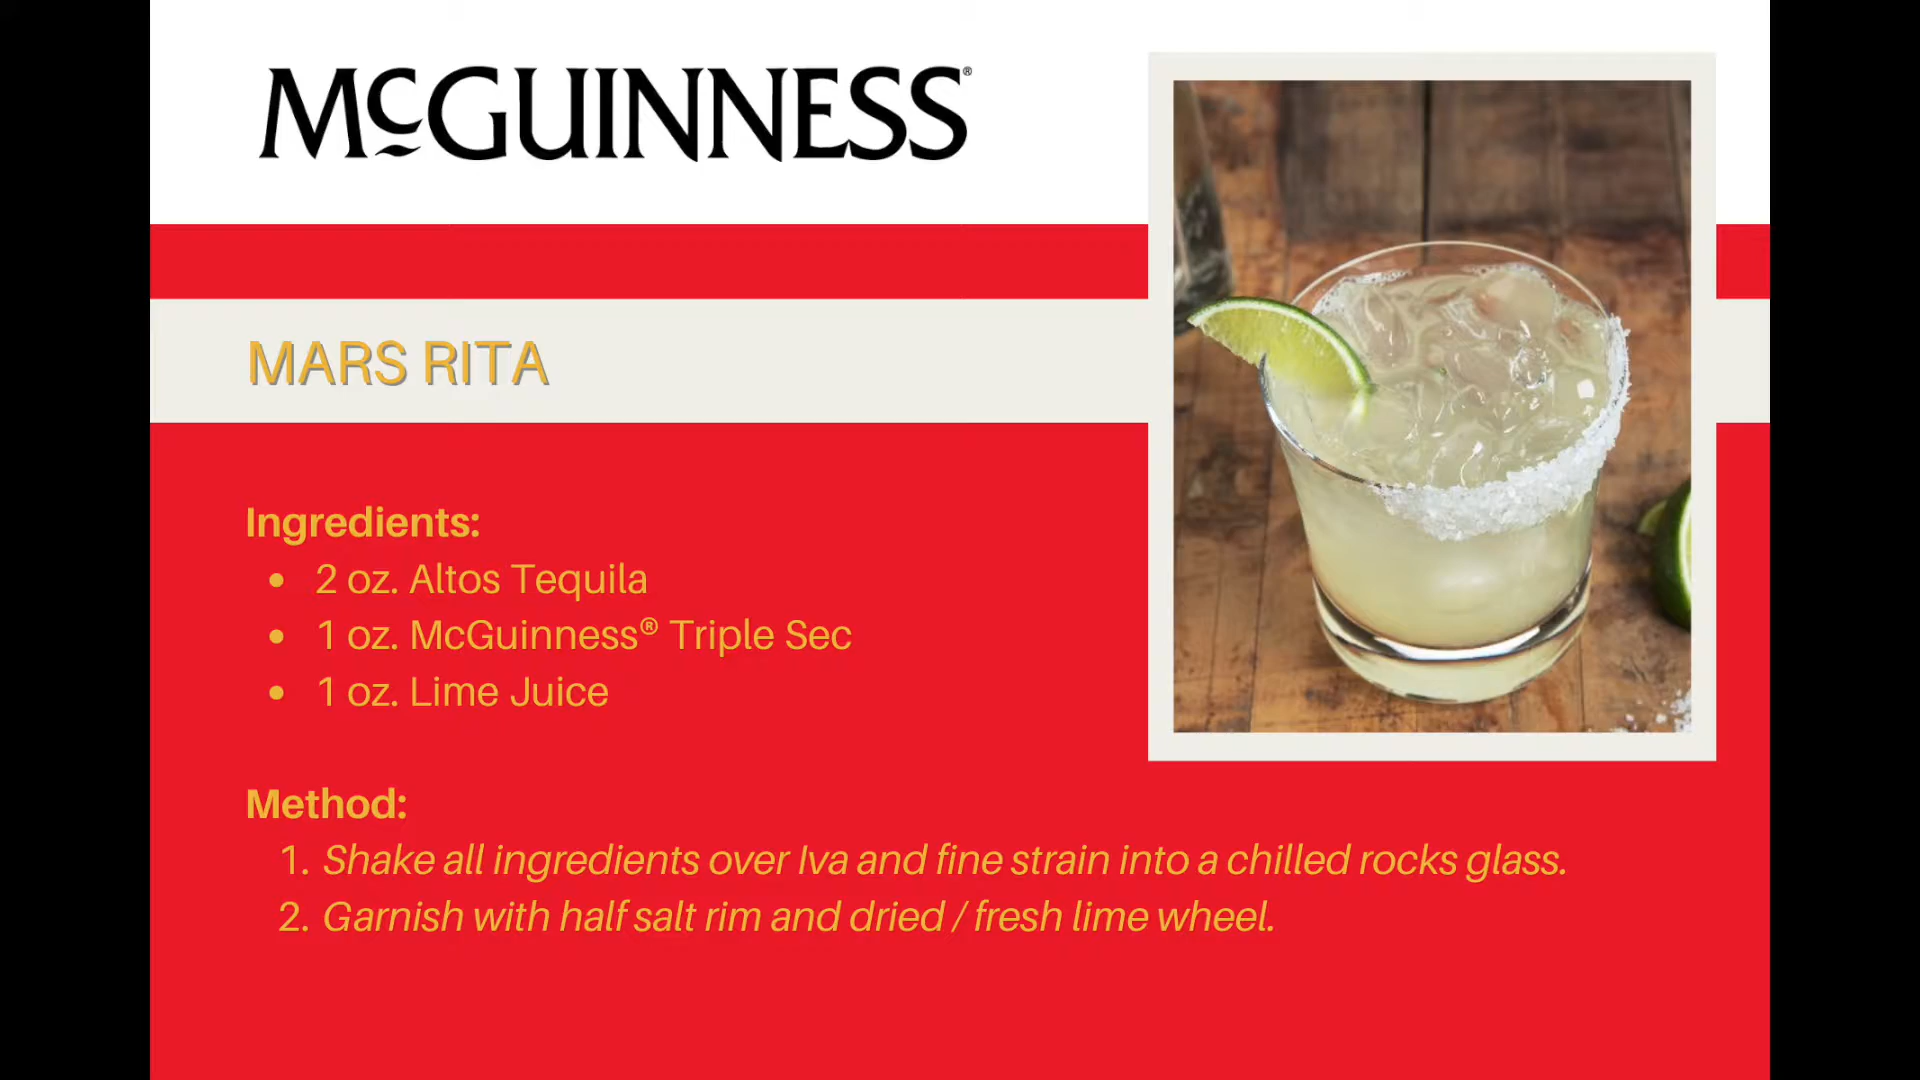 McGUINNESS®
MARS RITA
Ingredients:
• 2 oz. Altos Tequila
• 1 oz. McGuinness® Triple Sec
• 1 oz. Lime Juice
Method:
1. Shake all ingredients over Iva and fine strain into a chilled rocks glass.
2. Garnish with half salt rim and dried / fresh lime wheel.